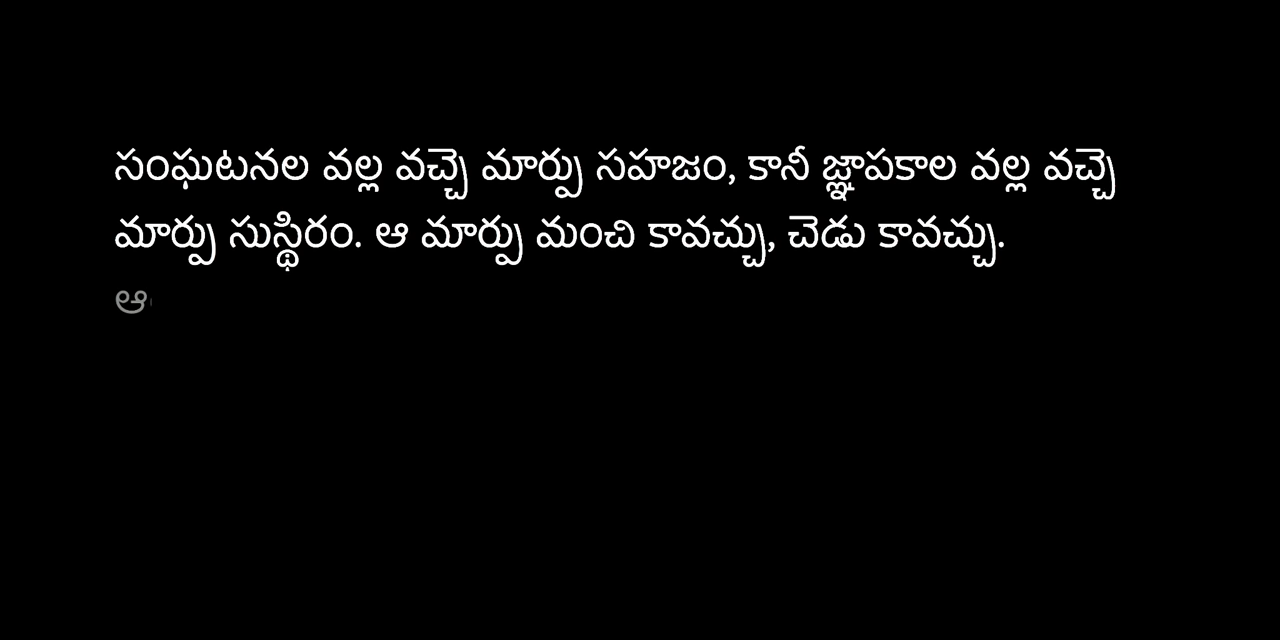 సంఘటనల వల్ల వచ్చె మార్పు సహజం, కానీ జ్ఞాపకాల వల్ల వచ్చె
మార్పు సుస్థిరం. ఆ మార్పు మంచి కావచ్చు, చెడు కావచ్చు.
ఆ